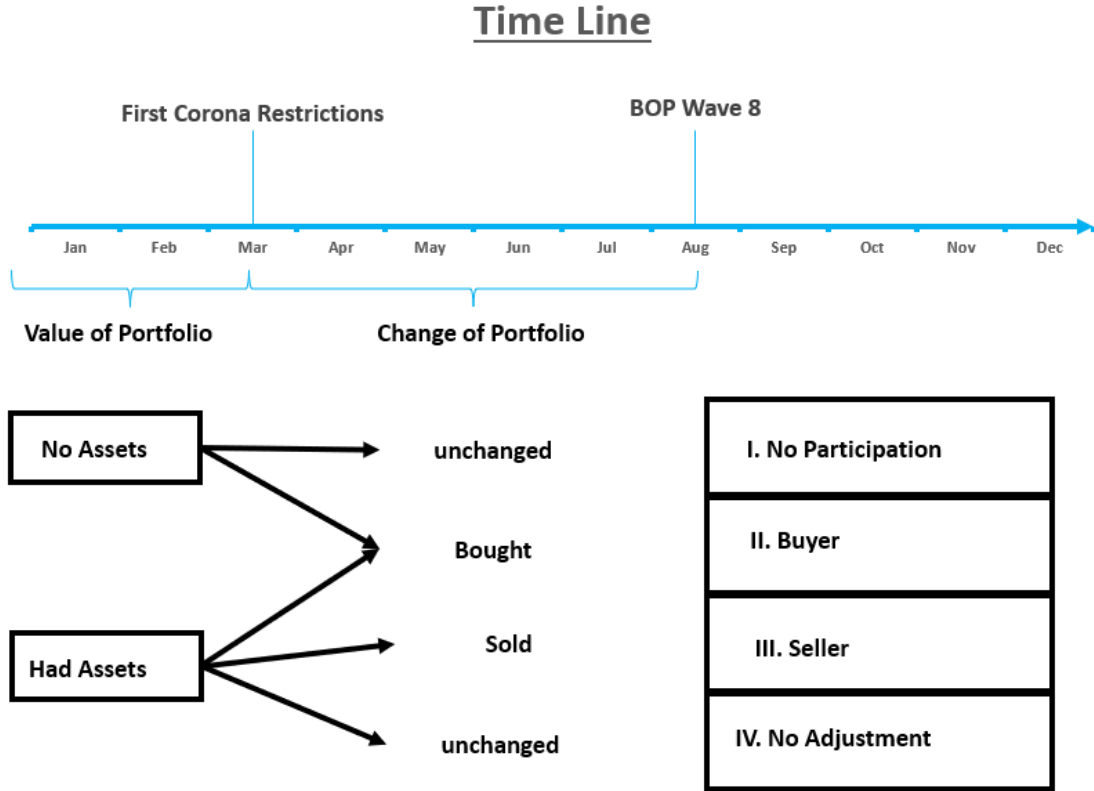 Time Line
First Corona Restrictions
BOP Wave 8
Jan Feb Mar Apr May Jun Jul Aug Sep Oct Nov Dec
Value of Portfolio
Change of Portfolio
No Assets
unchanged
I. No Participation
Bought
II. Buyer
Had Assets
Sold
III. Seller
unchanged
IV. No Adjustment